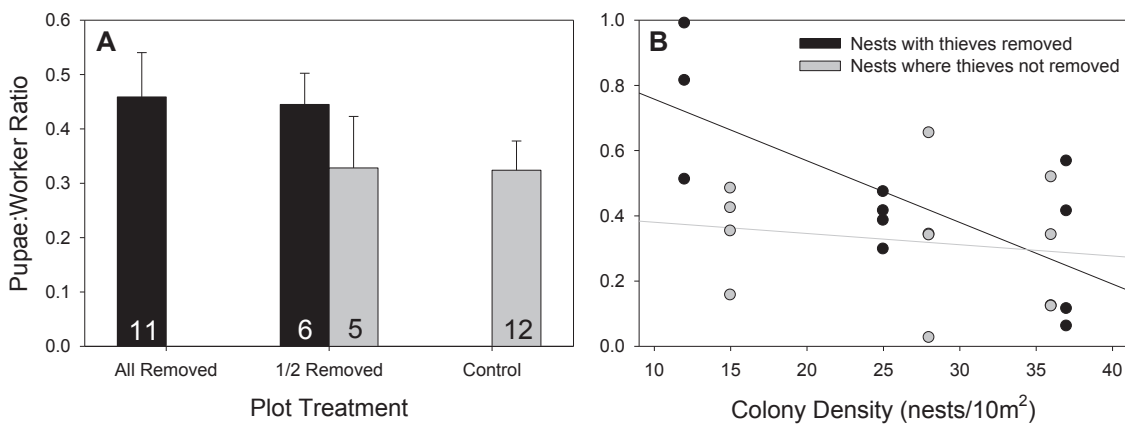 A
Pupae:Worker Ratio
0.6
0.5
0.4
0.3
0.2
0.1
0.0
11
6
5
12
All Removed
1/2 Removed
Control
Plot Treatment
B
Nests with thieves removed
Nests where thieves not removed
1.0
0.8
0.6
0.4
0.2
0.0
10 15 20 25 30 35 40
Colony Density (nests/10m²)